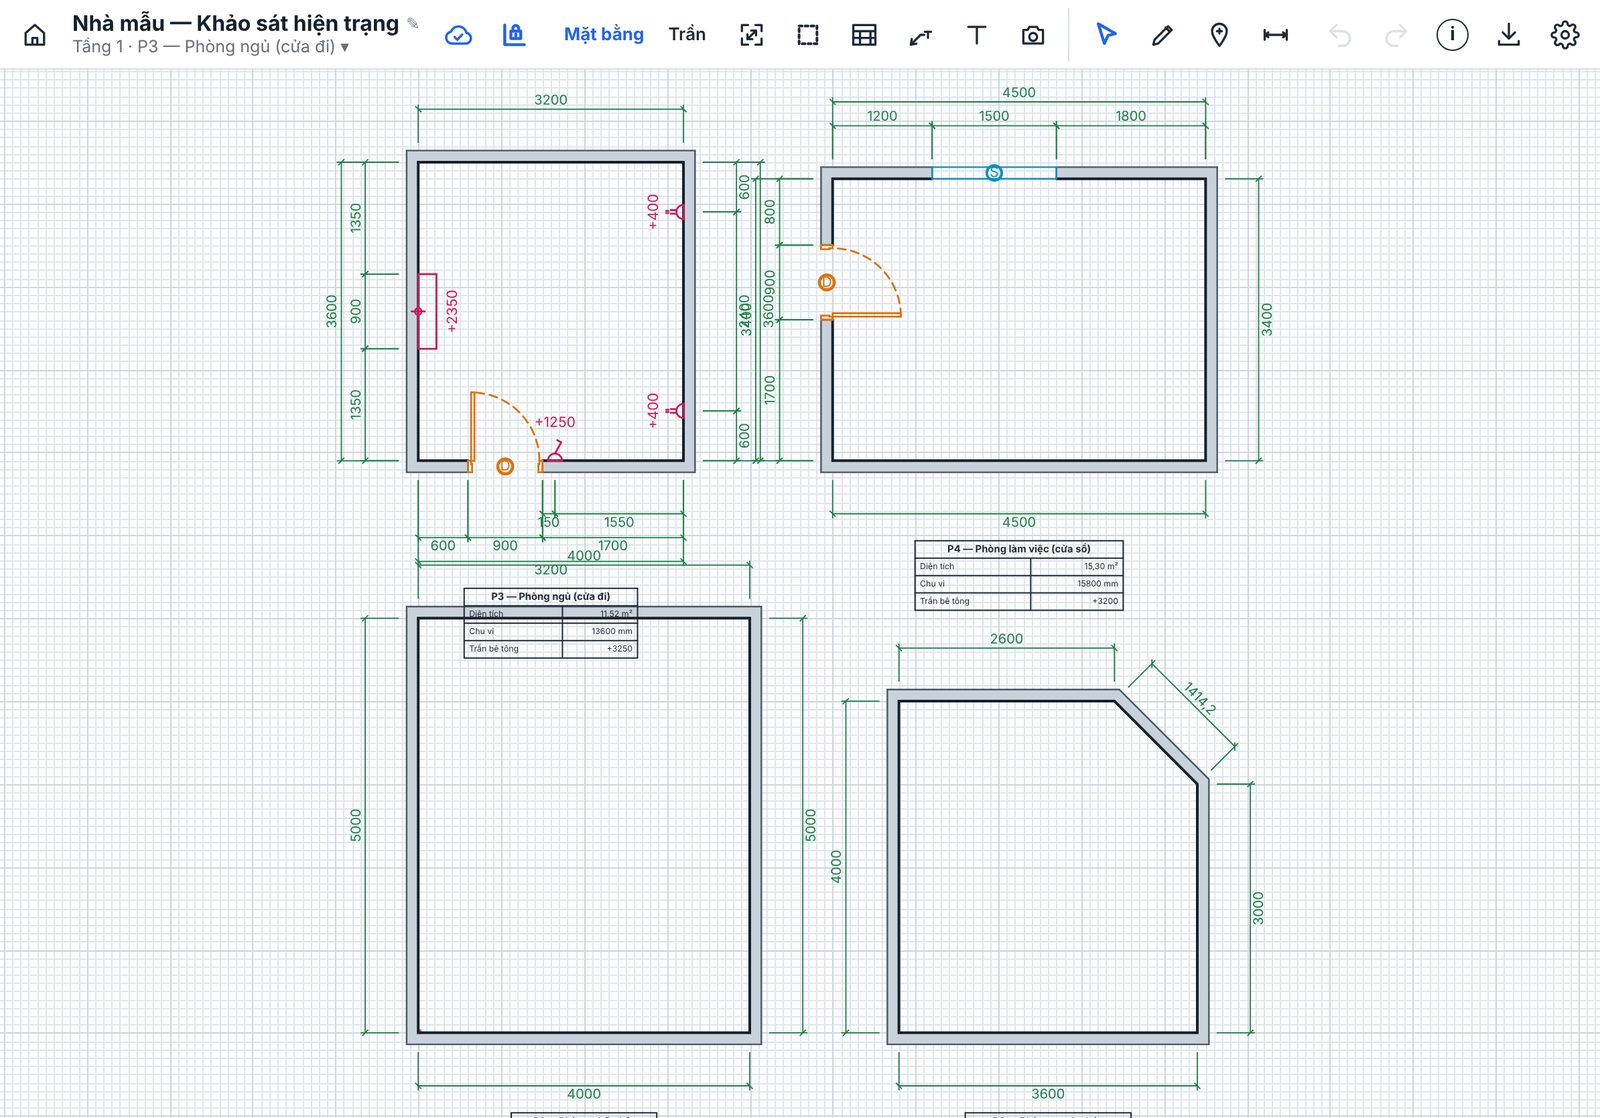 Nhà mẫu — Khảo sát hiện trạng
Tầng 1 · P3 — Phòng ngủ (cửa đi) ▾
Mặt bằng
Trần
3200
4500
1200
1500
1800
S
600
800
+400
1350
3600
900
+2350
1350
3400
3600
900
D
3400
1700
+400
600
+1250
D
150
1550
600
900
1700
4000
3200
4500
P3 — Phòng ngủ (cửa đi)
Diện tích 11,52 m²
Chu vi 13600 mm
Trần bê tông +3250
P4 — Phòng làm việc (cửa sổ)
Diện tích 15,30 m²
Chu vi 15800 mm
Trần bê tông +3200
2600
1414,2
5000
5000
4000
3000
4000
3600